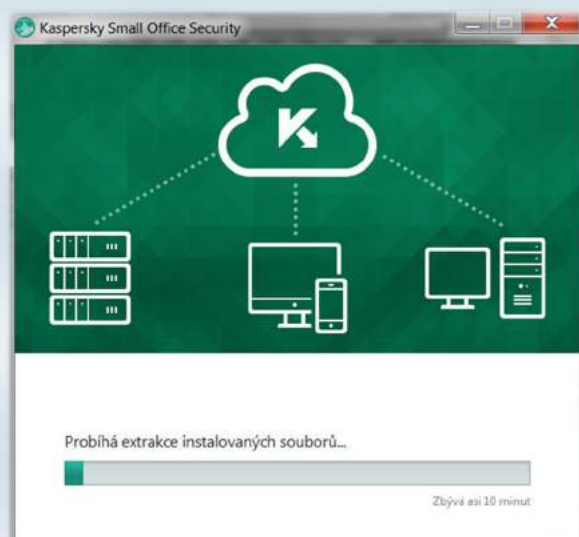 Kaspersky Small Office Security
Probíhá extrakce instalovaných souborů...
Zbývá asi 10 minut